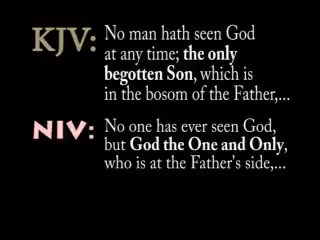 KJV: No man hath seen God
at any time; the only
begotten Son, which is
in the bosom of the Father,...
NIV: No one has ever seen God,
but God the One and Only,
who is at the Father's side,...